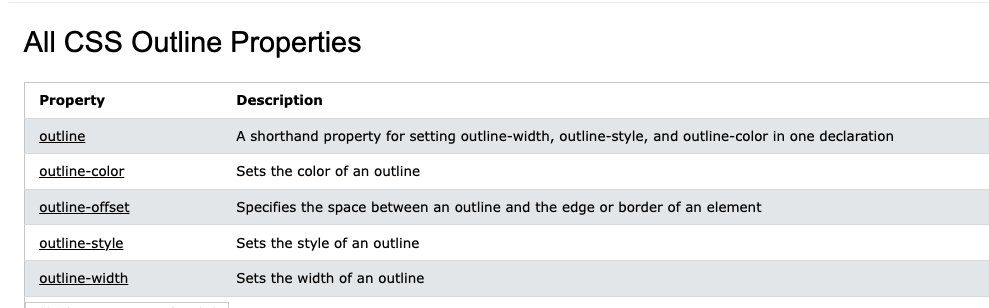 All CSS Outline Properties
Property Description
outline A shorthand property for setting outline-width, outline-style, and outline-color in one declaration
outline-color Sets the color of an outline
outline-offset Specifies the space between an outline and the edge or border of an element
outline-style Sets the style of an outline
outline-width Sets the width of an outline